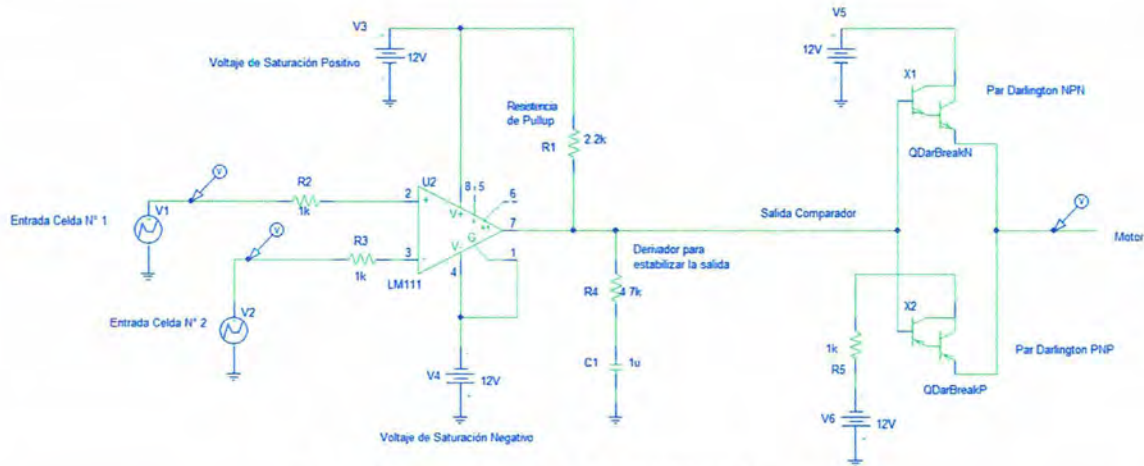 V3
12V
Voltaje de Saturación Positivo
V5
12V
X1
Par Darlington NPN
QDarBreakN
Resistencia
de Pullup
R1
2.2k
U2
8
5
6
V
R2
1k
2
+
V+
7
Entrada Celda N° 1
V1
V
R3
1k
3
-
V-
G
1
4
LM111
Salida Comparador
V
Motor
Derivador para
estabilizar la salida
R4
4.7k
Entrada Celda N° 2
V2
X2
Par Darlington PNP
QDarBreakP
1k
R5
C1
1u
V4
12V
V6
12V
Voltaje de Saturación Negativo